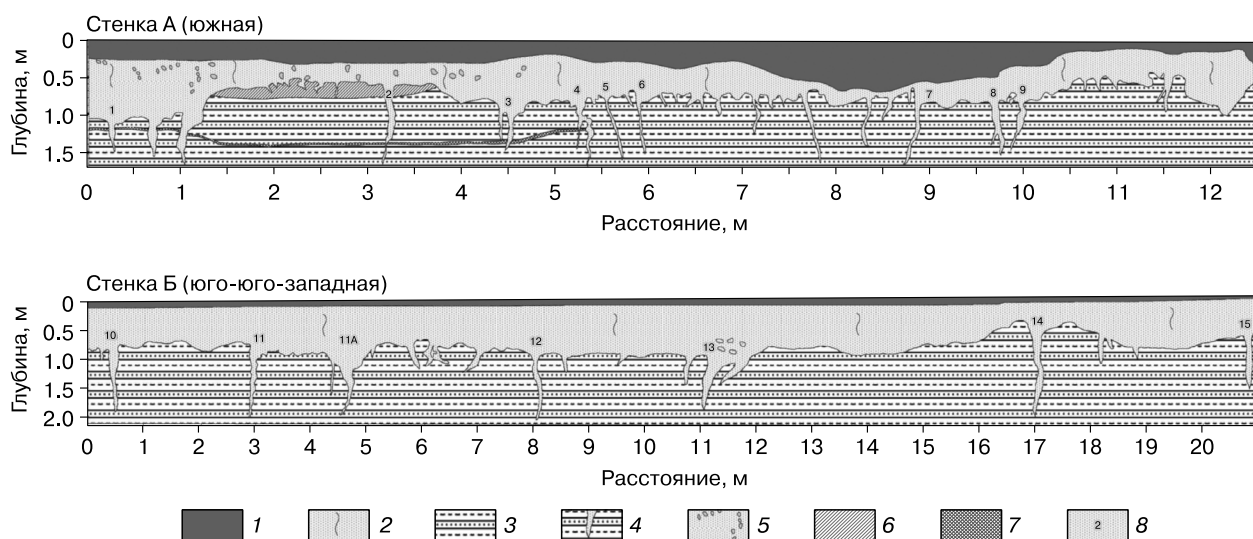 Стенка А (южная)
Глубина, м
0
0.5
1.0
1.5
1 2 3 4 5 6 7 8 9
0 1 2 3 4 5 6 7 8 9 10 11 12
Расстояние, м
Стенка Б (юго-юго-западная)
Глубина, м
0
0.5
1.0
1.5
2.0
10 11 11А 12 13 14 15
0 1 2 3 4 5 6 7 8 9 10 11 12 13 14 15 16 17 18 19 20
Расстояние, м
1 2 3 4 5 6 7 2 8